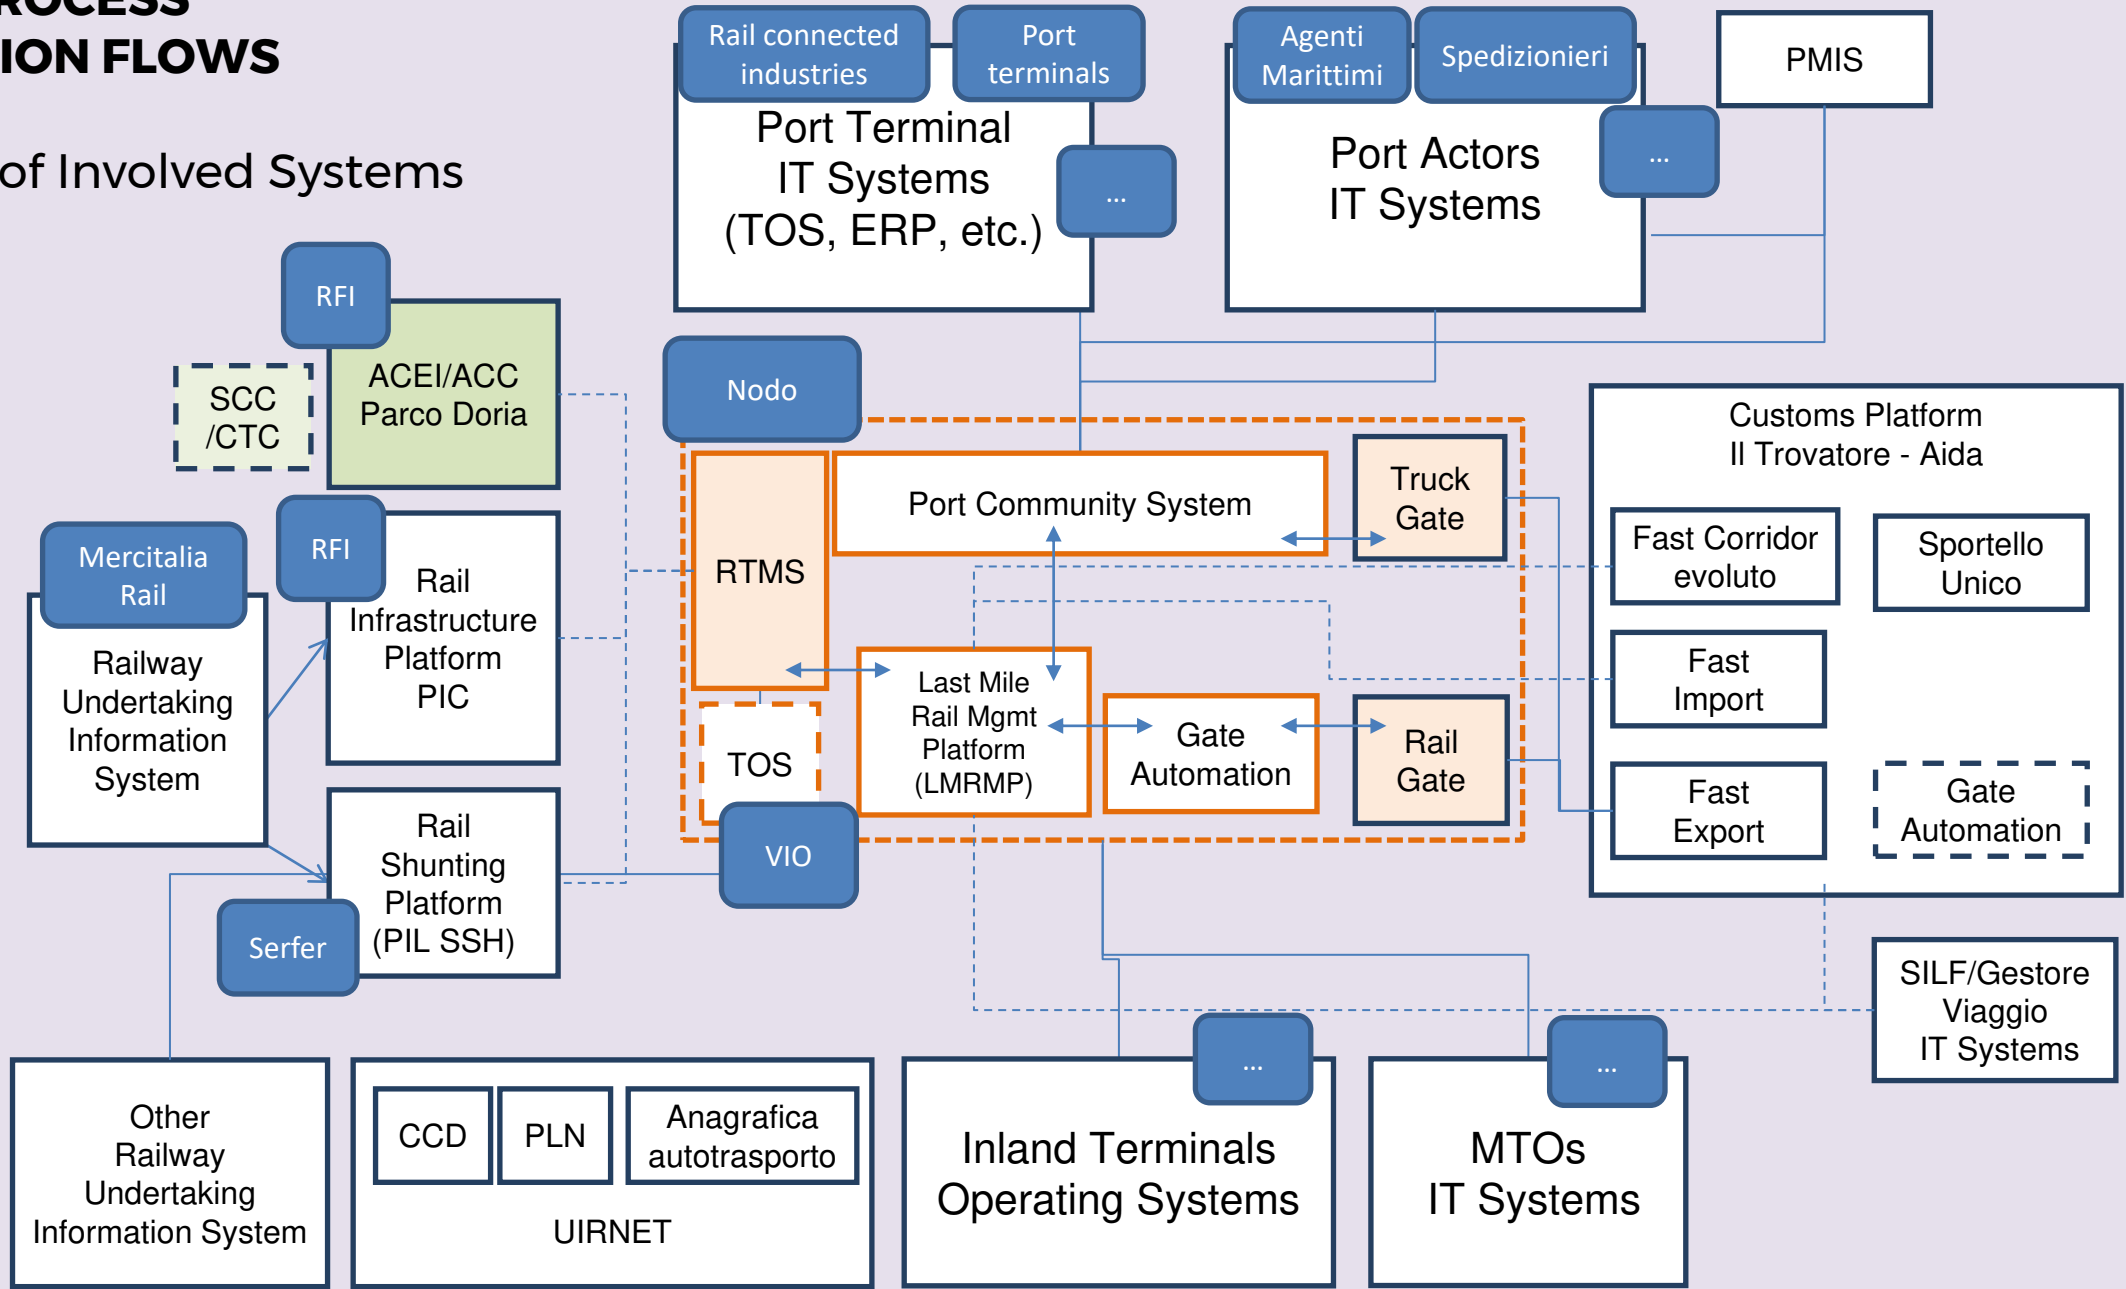 ROCESS
ION FLOWS
of Involved Systems
Rail connected
industries
Port
terminals
Port Terminal
IT Systems
(TOS, ERP, etc.)
...
Agenti
Marittimi
Spedizionieri
Port Actors
IT Systems
...
PMIS
RFI
ACEI/ACC
Parco Doria
SCC
/CTC
Nodo
RTMS
Port Community System
Truck
Gate
TOS
Last Mile
Rail Mgmt
Platform
(LMRMP)
Gate
Automation
Rail
Gate
VIO
Customs Platform
Il Trovatore - Aida
Fast Corridor
evoluto
Sportello
Unico
Fast
Import
Fast
Export
Gate
Automation
Mercitalia
Rail
Railway
Undertaking
Information
System
RFI
Rail
Infrastructure
Platform
PIC
Rail
Shunting
Platform
(PIL SSH)
Serfer
SILF/Gestore
Viaggio
IT Systems
Other
Railway
Undertaking
Information System
CCD
PLN
Anagrafica
autotrasporto
UIRNET
...
Inland Terminals
Operating Systems
...
MTOs
IT Systems